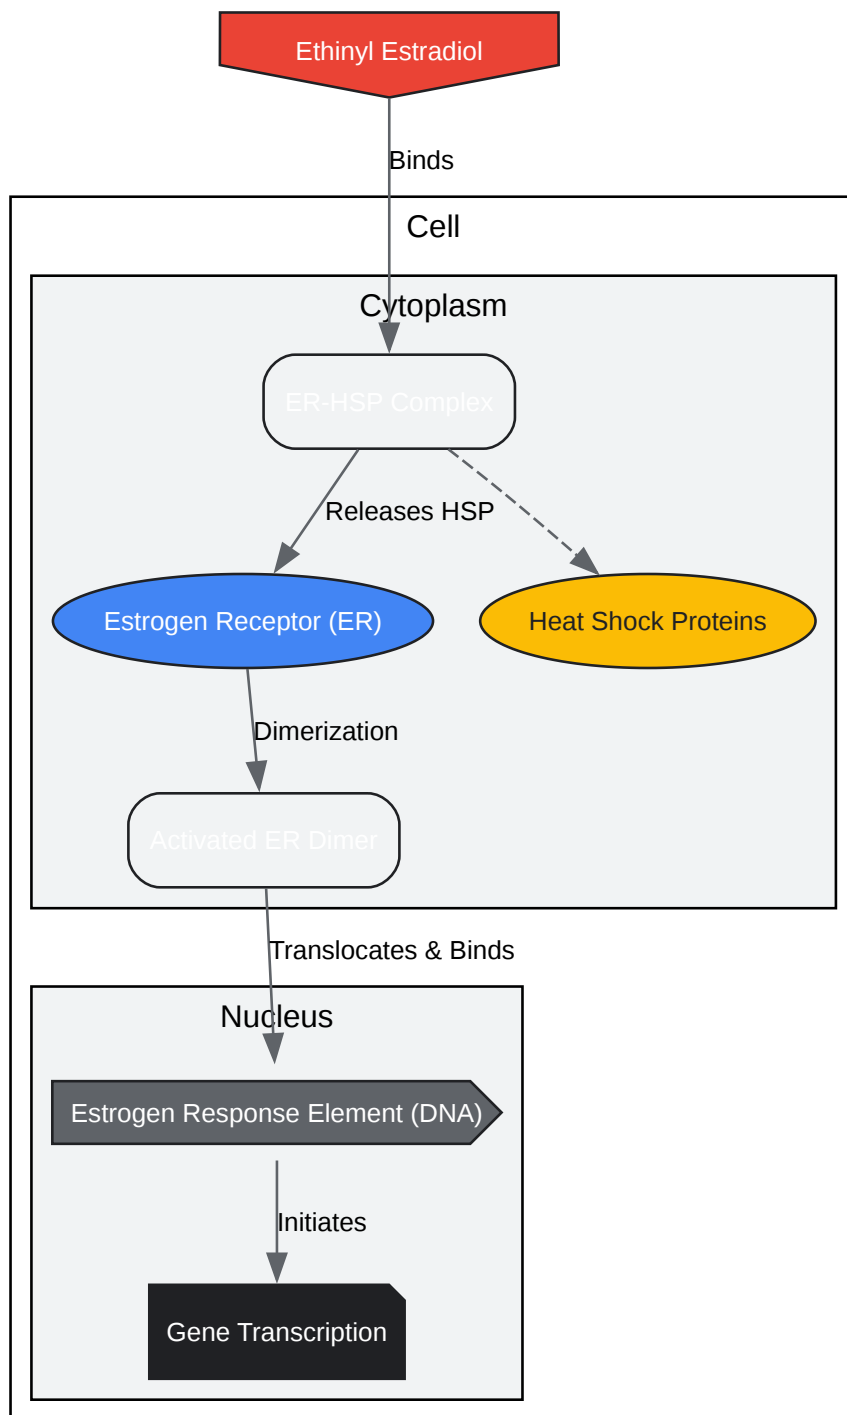 Ethinyl Estradiol
Binds
Cell
Cytoplasm
ER-HSP Complex
Releases HSP
Estrogen Receptor (ER)
Heat Shock Proteins
Dimerization
Activated ER Dimer
Translocates & Binds
Nucleus
Estrogen Response Element (DNA)
Initiates
Gene Transcription